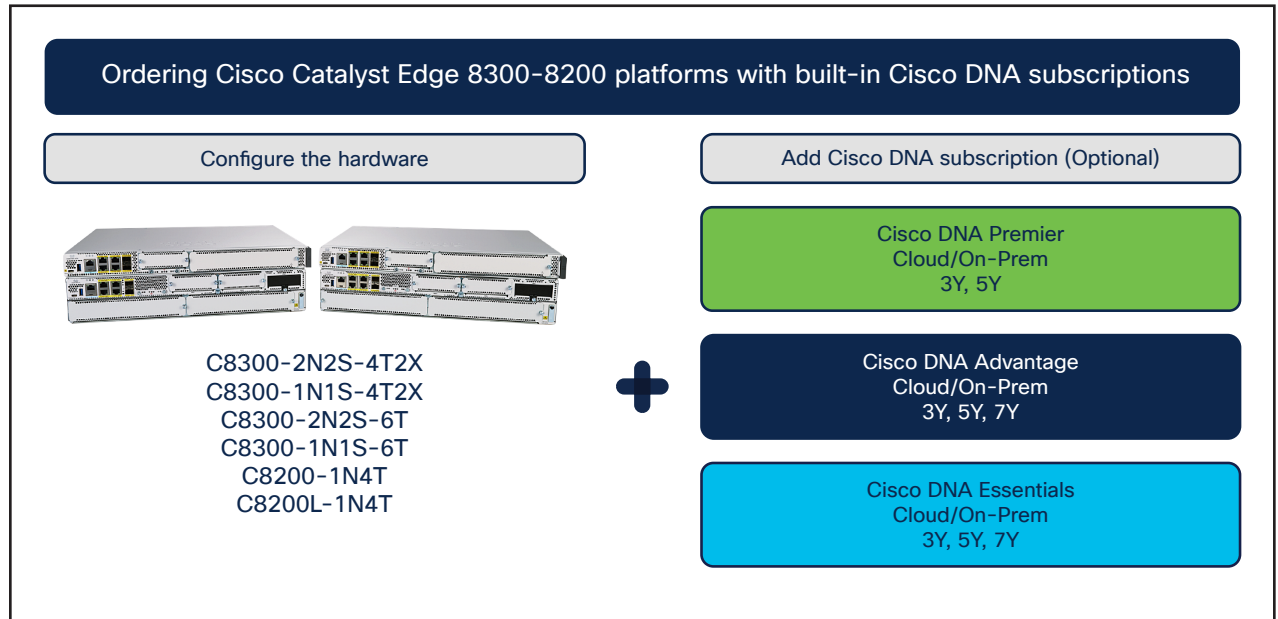 Ordering Cisco Catalyst Edge 8300-8200 platforms with built-in Cisco DNA subscriptions
Configure the hardware
C8300-2N2S-4T2X
C8300-1N1S-4T2X
C8300-2N2S-6T
C8300-1N1S-6T
C8200-1N4T
C8200L-1N4T
Add Cisco DNA subscription (Optional)
Cisco DNA Premier
Cloud/On-Prem
3Y, 5Y
Cisco DNA Advantage
Cloud/On-Prem
3Y, 5Y, 7Y
Cisco DNA Essentials
Cloud/On-Prem
3Y, 5Y, 7Y